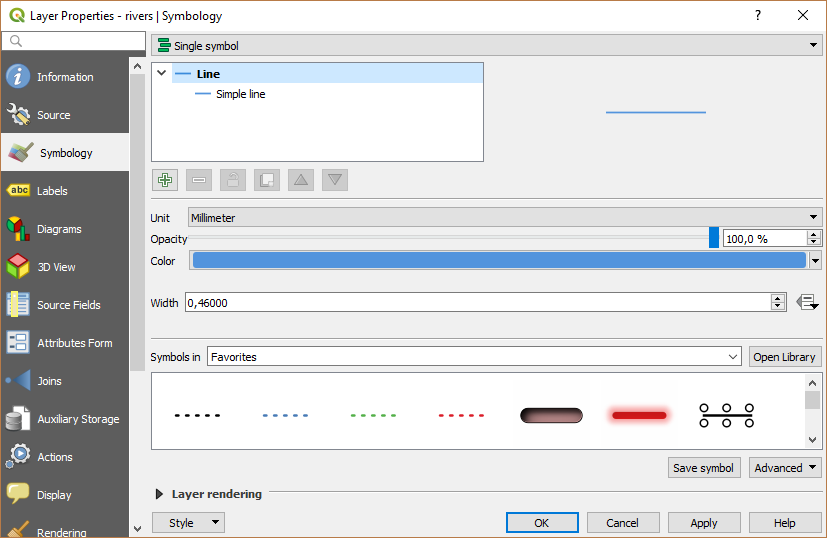 Layer Properties - rivers | Symbology
Single symbol
Information
Source
Symbology
Labels
Diagrams
3D View
Source Fields
Attributes Form
Joins
Auxiliary Storage
Actions
Display
Rendering
abc
Line
Simple line
Unit
Millimeter
Opacity
100,0 %
Color
Width
0,46000
Symbols in
Favorites
Open Library
Save symbol
Advanced
Layer rendering
Style
OK
Cancel
Apply
Help